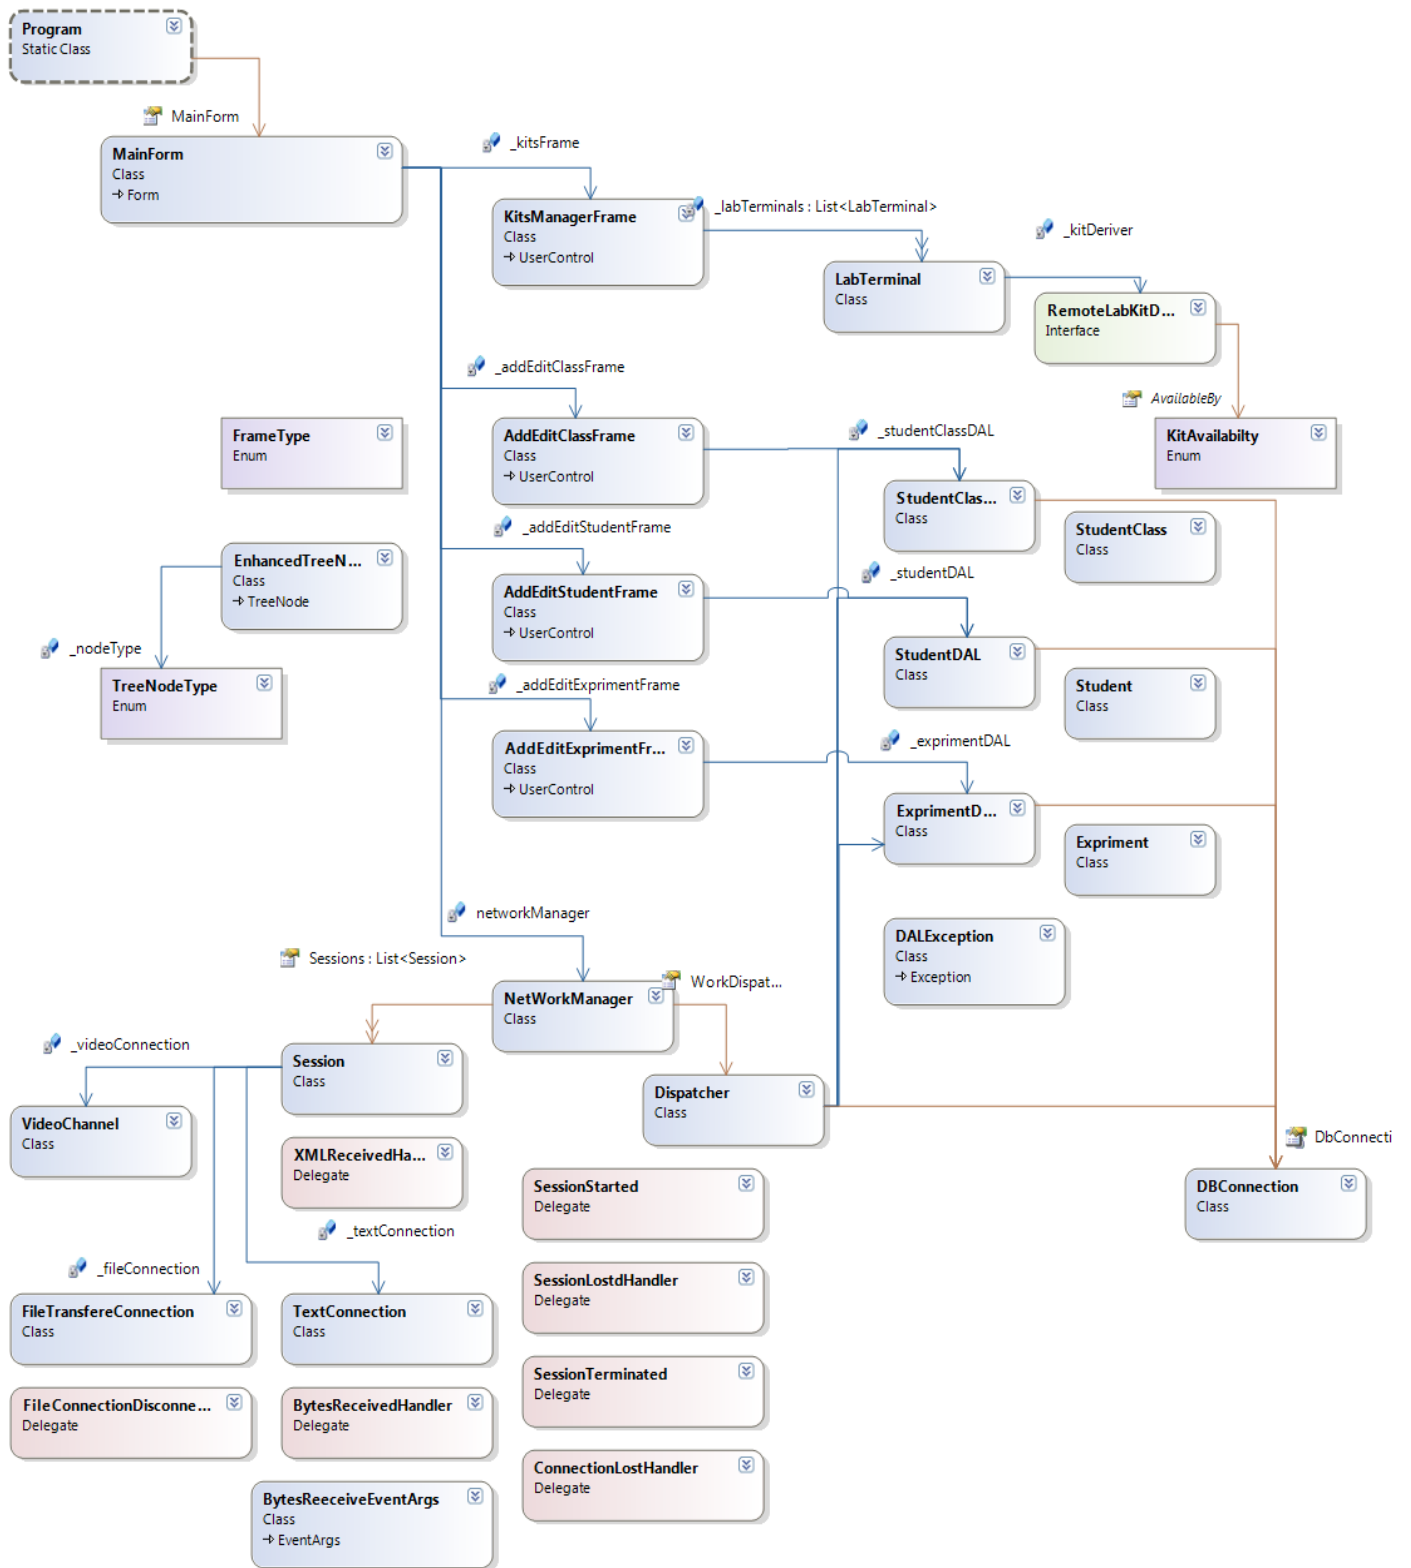 Program
Static Class
MainForm
MainForm
Class
Form
_kitsFrame
KitsManagerFrame
Class
UserControl
_labTerminals : List<LabTerminal>
LabTerminal
Class
_kitDeriver
RemoteLabKitD...
Interface
AvailableBy
KitAvailabilty
Enum
_addEditClassFrame
AddEditClassFrame
Class
UserControl
FrameType
Enum
_studentClassDAL
StudentClas...
Class
StudentClass
Class
_addEditStudentFrame
AddEditStudentFrame
Class
UserControl
EnhancedTreeN...
Class
TreeNode
_nodeType
TreeNodeType
Enum
_studentDAL
StudentDAL
Class
Student
Class
_addEditExprimentFrame
AddEditExprimentFr...
Class
UserControl
_exprimentDAL
ExprimentD...
Class
Expriment
Class
DALException
Class
Exception
networkManager
Sessions : List<Session>
NetWorkManager
Class
WorkDispat...
_videoConnection
Session
Class
Dispatcher
Class
VideoChannel
Class
XMLReceivedHa...
Delegate
DbConnecti
DBConnection
Class
SessionStarted
Delegate
_textConnection
_fileConnection
FileTransfereConnection
Class
TextConnection
Class
SessionLostdHandler
Delegate
SessionTerminated
Delegate
FileConnectionDisconne...
Delegate
BytesReceivedHandler
Delegate
ConnectionLostHandler
Delegate
BytesReeceiveEventArgs
Class
EventArgs